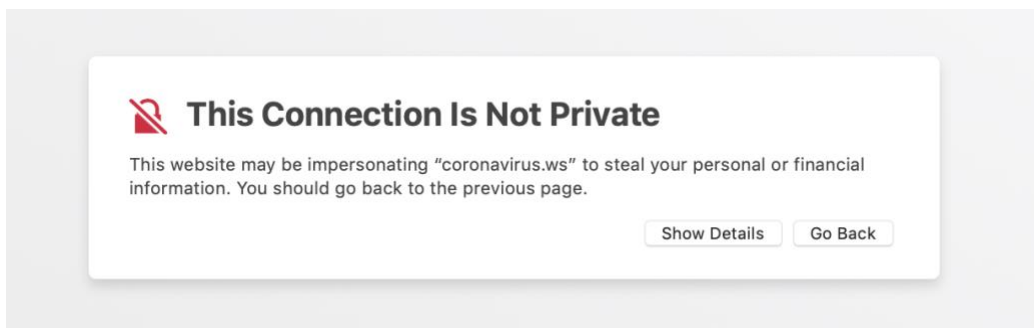 This Connection Is Not Private
This website may be impersonating “coronavirus.ws” to steal your personal or financial
information. You should go back to the previous page.
Show Details Go Back